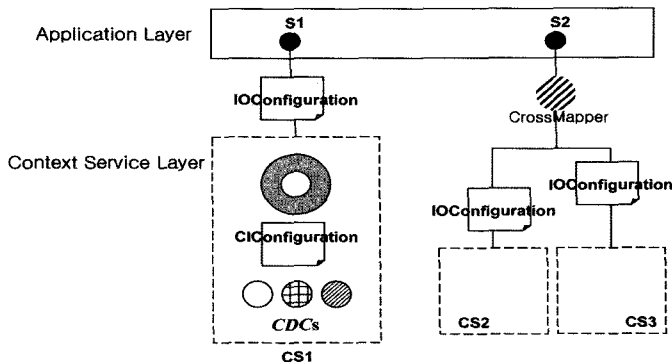 S1
S2
Application Layer
IOConfiguration
CrossMapper
Context Service Layer
IOConfiguration
IOConfiguration
CIConfiguration
CDCs
CS2
CS3
CS1